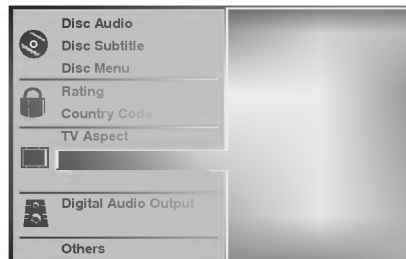 Disc Audio
Disc Subtitle
Disc Menu
Rating
Country Code
TV Aspect
Digital Audio Output
Others